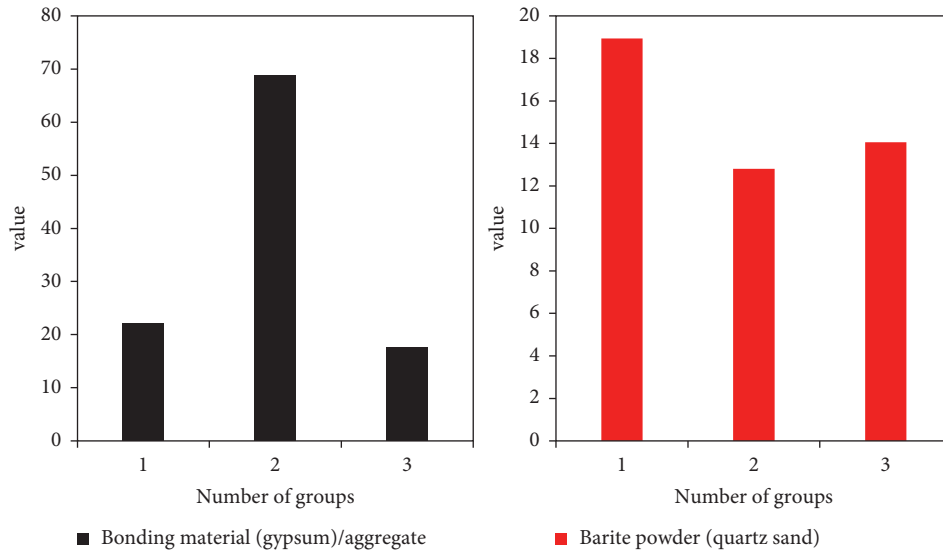 80
70
60
50
40
30
20
10
0
value
1 2 3
Number of groups
Bonding material (gypsum)/aggregate
20
18
16
14
12
10
8
6
4
2
0
value
1 2 3
Number of groups
Barite powder (quartz sand)